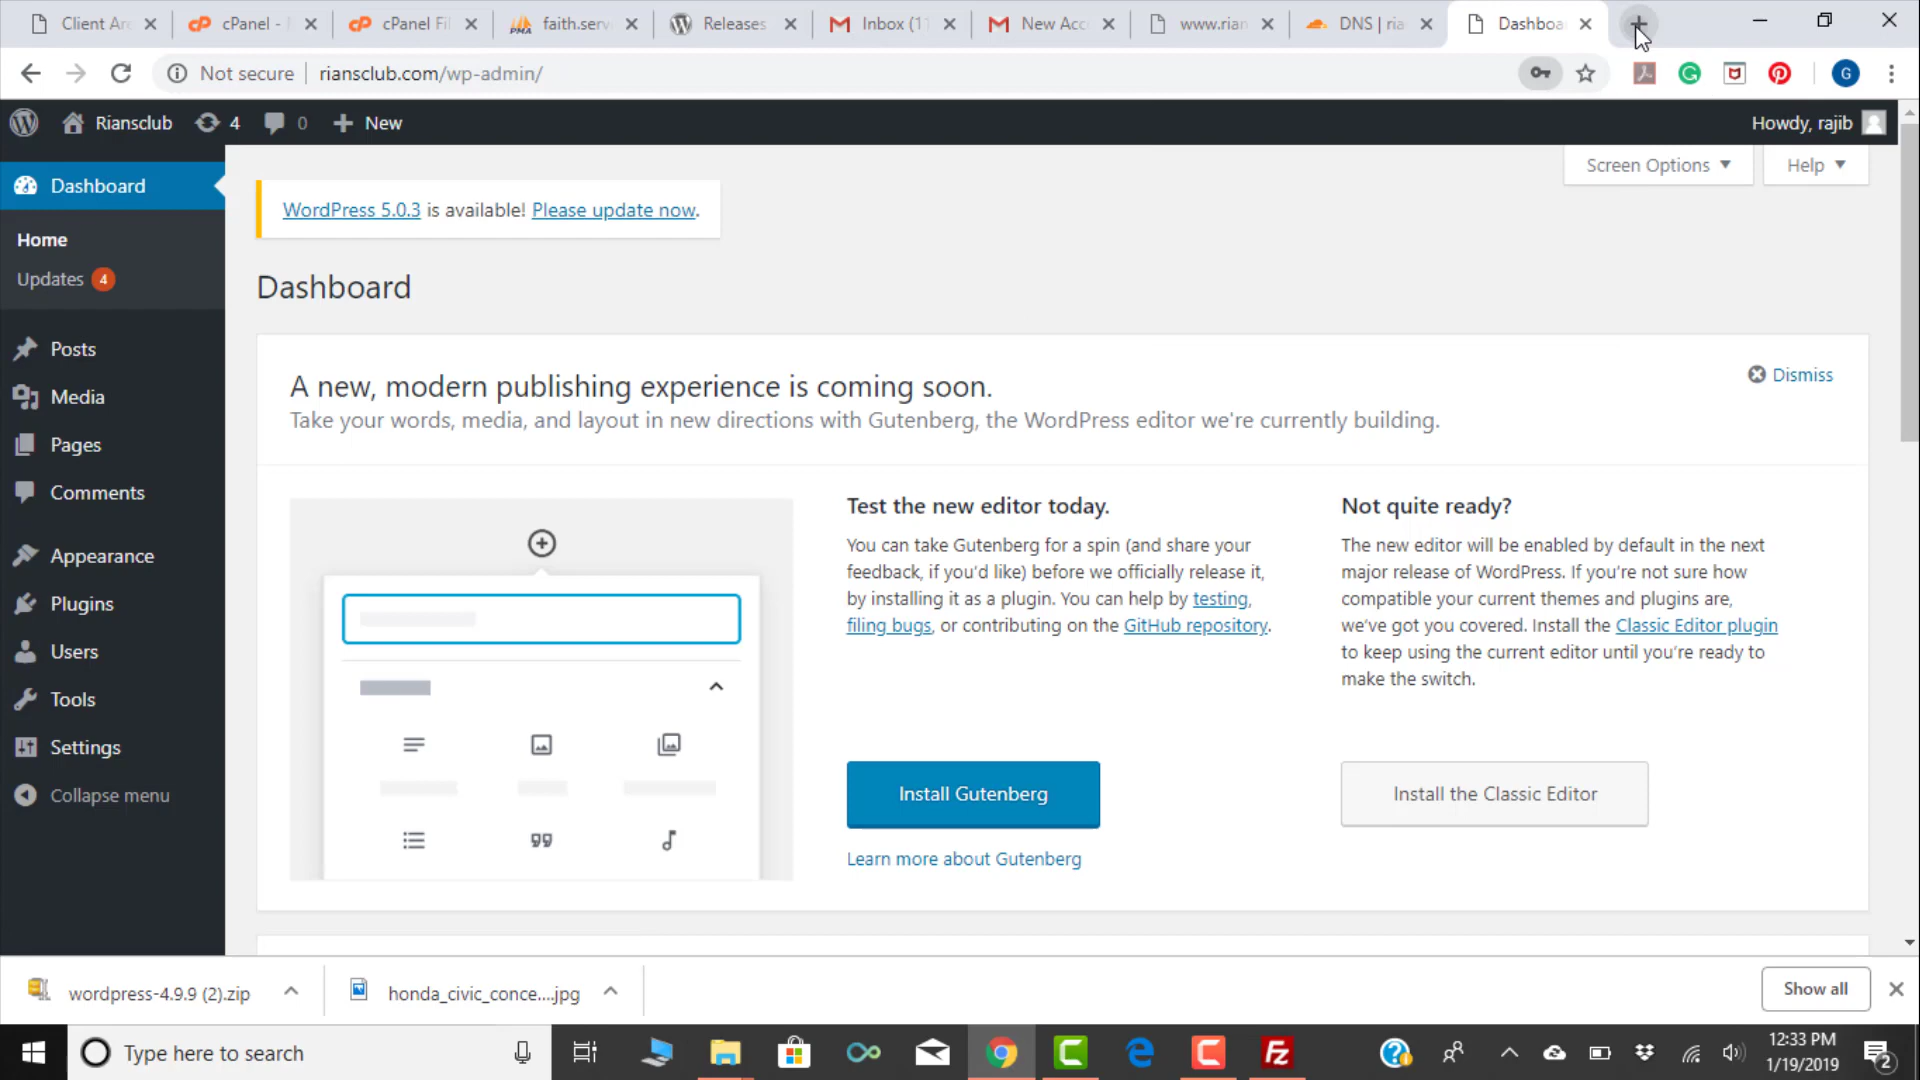 Client Are
cPanel -
cPanel Fil
faith.serv
Releases
Inbox (11
New Acc
www.rian
DNS | ria
Dashboa
Not secure
riansclub.com/wp-admin/
G
Riansclub
4
0
New
Howdy, rajib
Dashboard
Home
Updates 4
Posts
Media
Pages
Comments
Appearance
Plugins
Users
Tools
Settings
Collapse menu
Screen Options
Help
WordPress 5.0.3 is available! Please update now.
Dashboard
A new, modern publishing experience is coming soon.
Take your words, media, and layout in new directions with Gutenberg, the WordPress editor we're currently building.
Dismiss
Test the new editor today.
You can take Gutenberg for a spin (and share your
feedback, if you'd like) before we officially release it,
by installing it as a plugin. You can help by testing,
filing bugs, or contributing on the GitHub repository.
Install Gutenberg
Learn more about Gutenberg
Not quite ready?
The new editor will be enabled by default in the next
major release of WordPress. If you're not sure how
compatible your current themes and plugins are,
we've got you covered. Install the Classic Editor plugin
to keep using the current editor until you're ready to
make the switch.
Install the Classic Editor
wordpress-4.9.9 (2).zip
honda_civic_conce....jpg
Show all
Type here to search
12:33 PM
1/19/2019
2